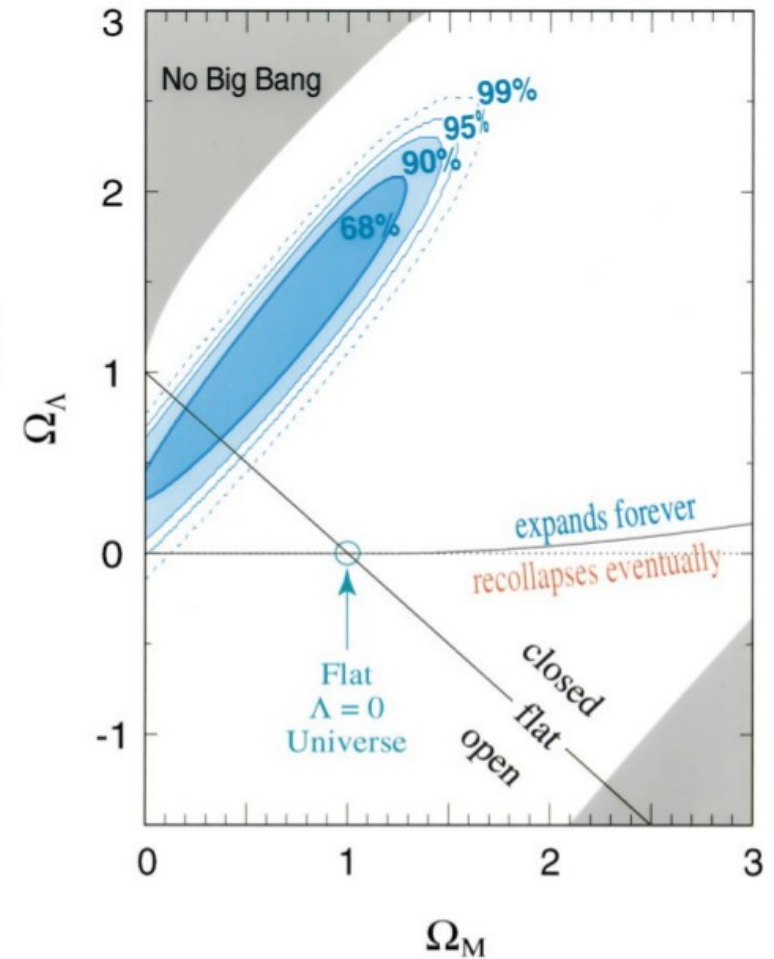 3
No Big Bang
99%
95%
90%
2
68%
1
Ω_Λ
expands forever
0
recollapses eventually
closed
Flat
Λ = 0
Universe
flat
-1
open
0
1
2
3
Ω_M